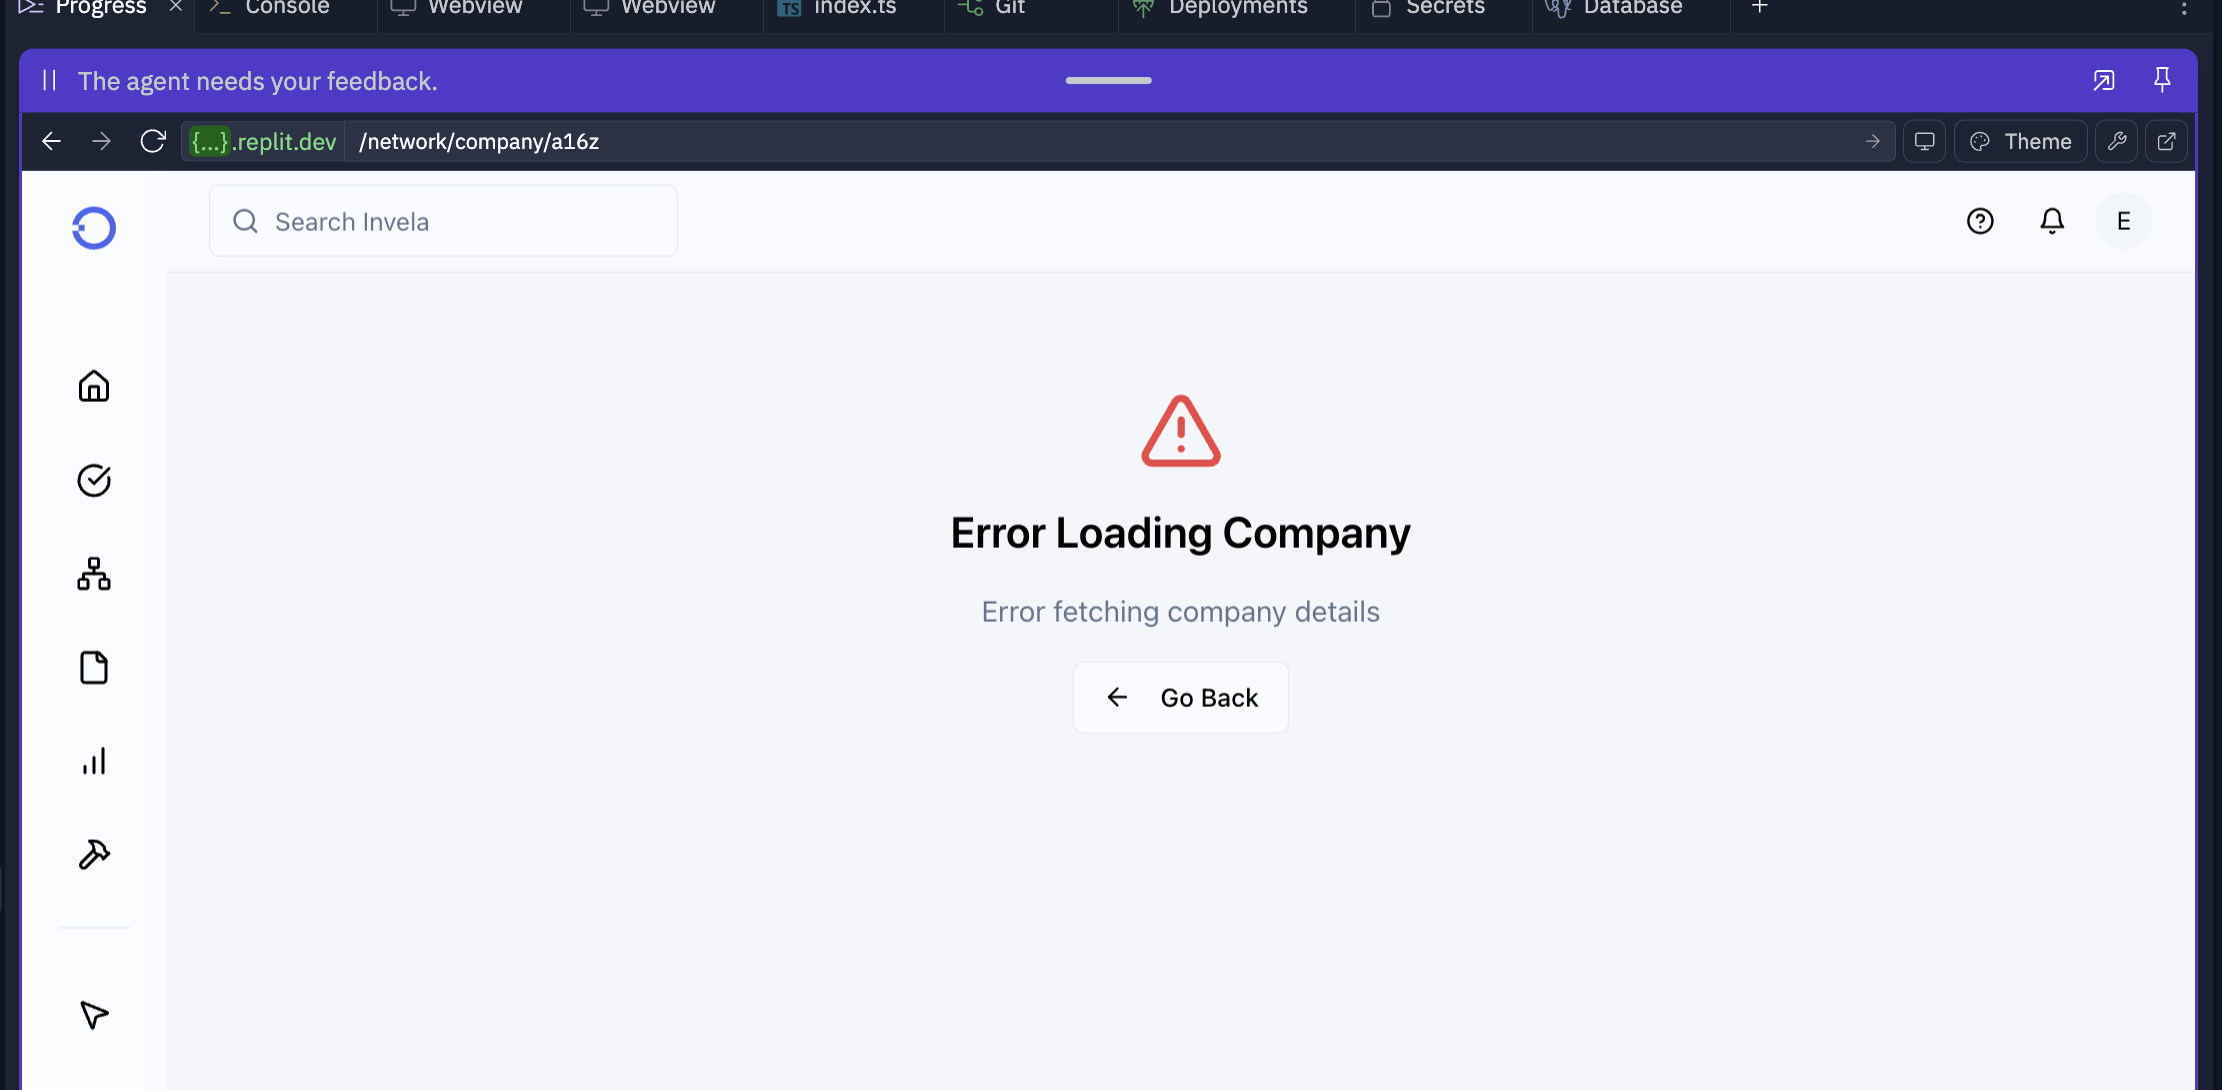 Progress
Console
Webview
Webview
index.ts
Git
Deployments
Secrets
Database
The agent needs your feedback.
{...}.replit.dev /network/company/a16z
Theme
Search Invela
E
Error Loading Company
Error fetching company details
Go Back